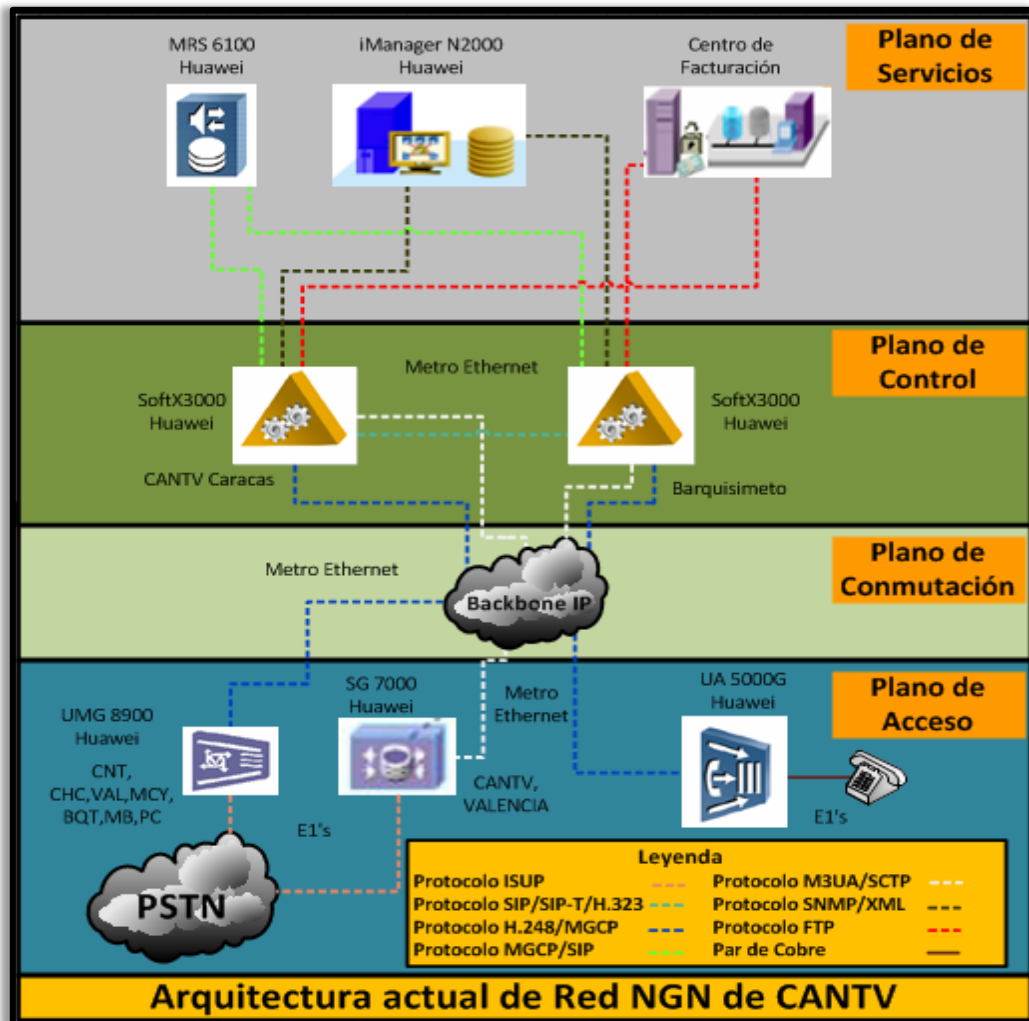 MRS 6100
Huawei
iManager N2000
Huawei
Centro de
Facturación
Plano de
Servicios
Metro Ethernet
Plano de
Control
SoftX3000
Huawei
SoftX3000
Huawei
CANTV Caracas
Barquisimeto
Metro Ethernet
Backbone IP
Plano de
Conmutación
UMG 8900
Huawei
CNT,
CHC,VAL,MCY,
BQT,MB,PC
SG 7000
Huawei
Metro
Ethernet
CANTV,
VALENCIA
UA 5000G
Huawei
Plano de
Acceso
E1's
E1's
PSTN
Leyenda
Protocolo ISUP
Protocolo M3UA/SCTP
Protocolo SIP/SIP-T/H.323
Protocolo SNMP/XML
Protocolo H.248/MGCP
Protocolo FTP
Protocolo MGCP/SIP
Par de Cobre
Arquitectura actual de Red NGN de CANTV